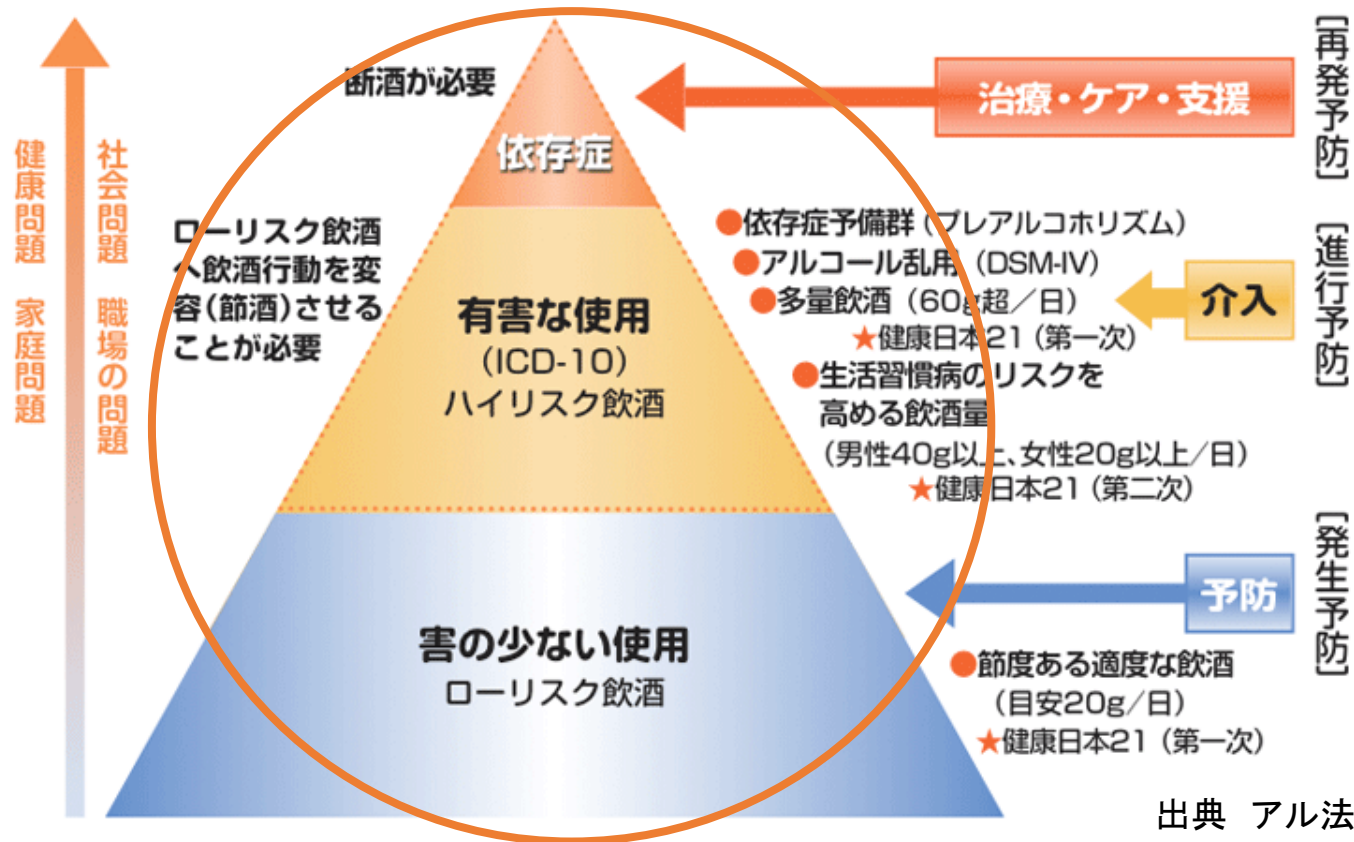 断酒が必要
依存症
治療・ケア・支援
［再発予防］
健康問題 家庭問題
社会問題 職場の問題
ローリスク飲酒
へ飲酒行動を変
容(節酒)させる
ことが必要
有害な使用
（ICD-10）
ハイリスク飲酒
●依存症予備群（プレアルコホリズム）
●アルコール乱用（DSM-IV）
●多量飲酒（60g超／日）
★健康日本21（第一次）
●生活習慣病のリスクを
高める飲酒量
（男性40g以上、女性20g以上／日）
★健康日本21（第二次）
介入
［進行予防］
害の少ない使用
ローリスク飲酒
予防
［発生予防］
●節度ある適度な飲酒
（目安20g／日）
★健康日本21（第一次）
出典 アル法